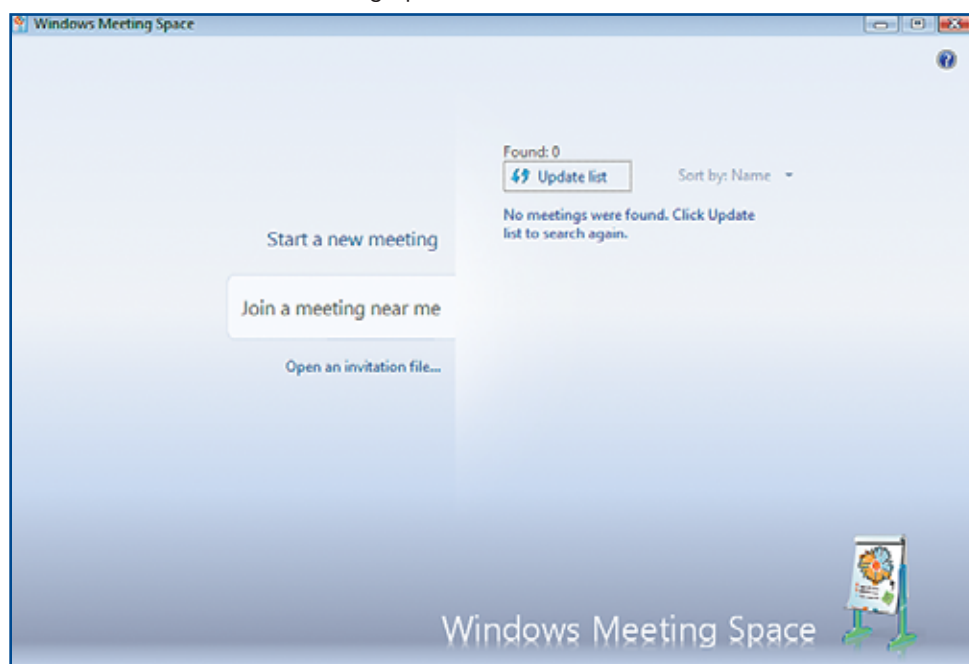 Windows Meeting Space
Found: 0
Update list
Sort by: Name
No meetings were found. Click Update
list to search again.
Start a new meeting
Join a meeting near me
Open an invitation file...
Windows Meeting Space